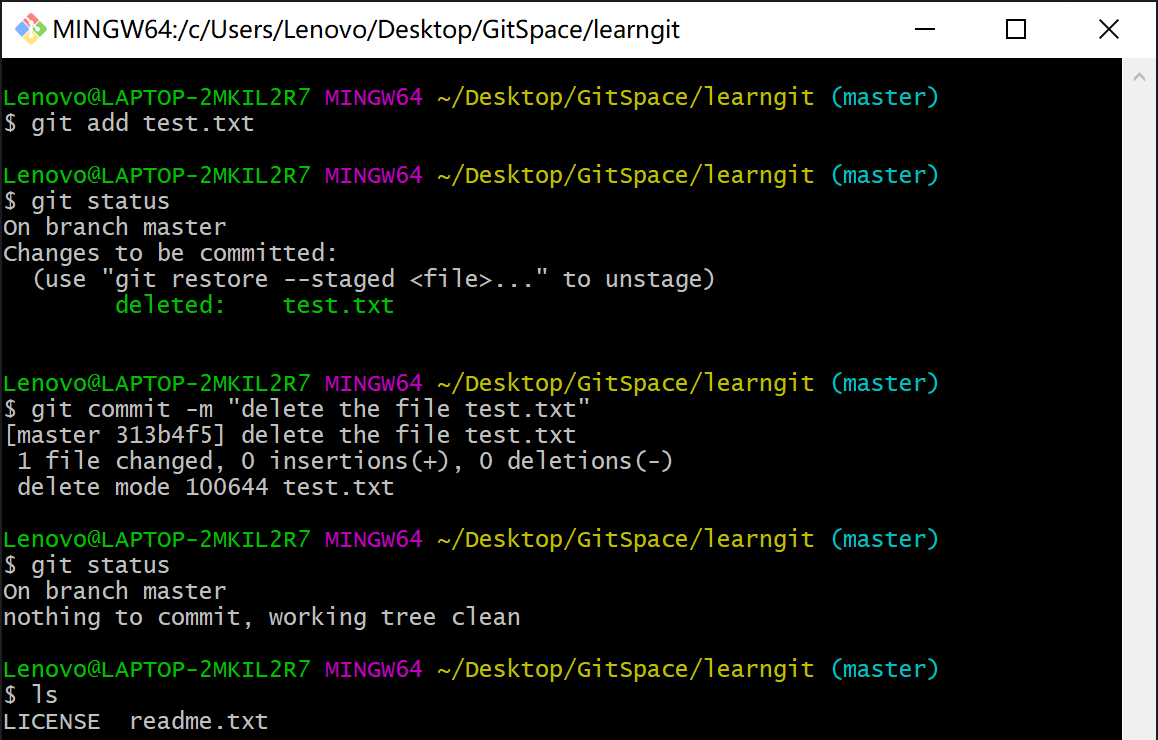 MINGW64:/c/Users/Lenovo/Desktop/GitSpace/learngit
Lenovo@LAPTOP-2MKIL2R7 MINGW64 ~/Desktop/GitSpace/learngit (master)
$ git add test.txt
Lenovo@LAPTOP-2MKIL2R7 MINGW64 ~/Desktop/GitSpace/learngit (master)
$ git status
On branch master
Changes to be committed:
  (use "git restore --staged <file>..." to unstage)
        deleted:    test.txt
Lenovo@LAPTOP-2MKIL2R7 MINGW64 ~/Desktop/GitSpace/learngit (master)
$ git commit -m "delete the file test.txt"
[master 313b4f5] delete the file test.txt
 1 file changed, 0 insertions(+), 0 deletions(-)
 delete mode 100644 test.txt
Lenovo@LAPTOP-2MKIL2R7 MINGW64 ~/Desktop/GitSpace/learngit (master)
$ git status
On branch master
nothing to commit, working tree clean
Lenovo@LAPTOP-2MKIL2R7 MINGW64 ~/Desktop/GitSpace/learngit (master)
$ ls
LICENSE  readme.txt